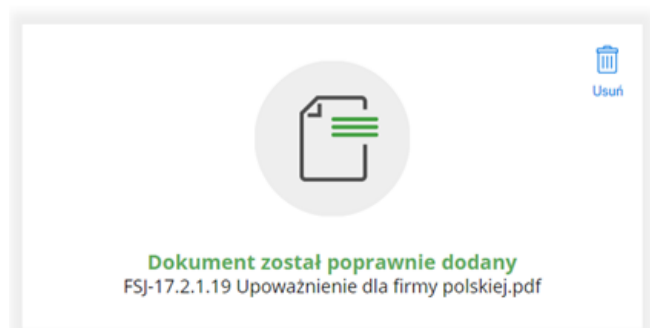 Usuń
Dokument został poprawnie dodany
FSJ-17.2.1.19 Upoważnienie dla firmy polskiej.pdf